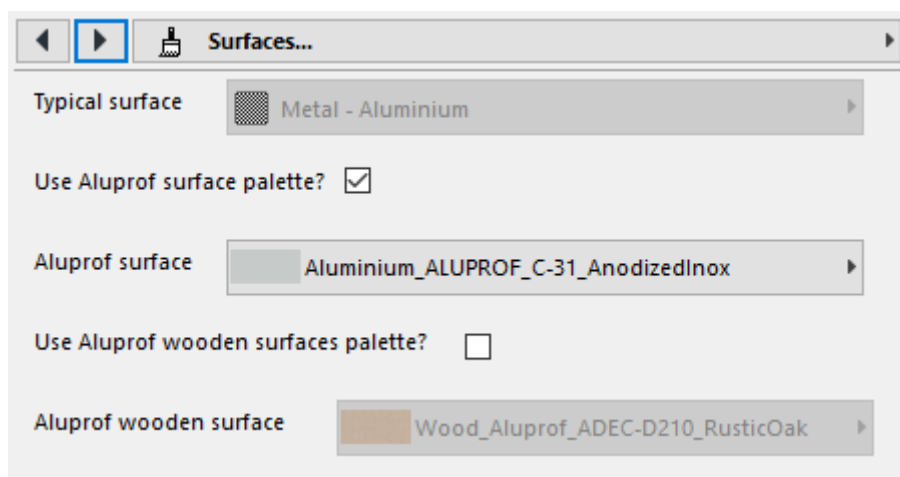 Surfaces...
Typical surface Metal - Aluminium
Use Aluprof surface palette?
Aluprof surface Aluminium_ALUPROF_C-31_AnodizedInox
Use Aluprof wooden surfaces palette?
Aluprof wooden surface Wood_Aluprof_ADEC-D210_RusticOak